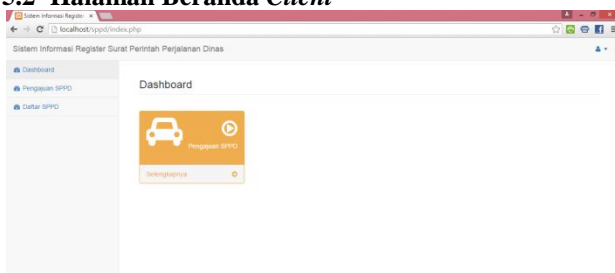 5.2 Halaman Beranda Client
Sistem Informasi Registe
localhost/sppd/index.php
Sistem Informasi Register Surat Perintah Perjalanan Dinas
Dashboard
Pengajuan SPPD
Daftar SPPD
Dashboard
Pengajuan SPPD
Selengkapnya